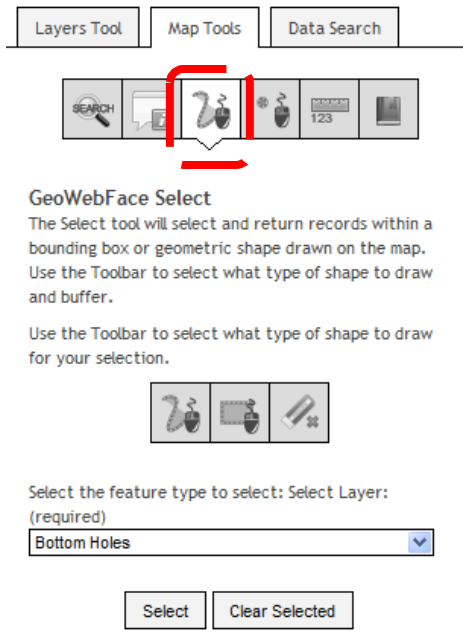 Layers Tool Map Tools Data Search
SEARCH 123
GeoWebFace Select
The Select tool will select and return records within a
bounding box or geometric shape drawn on the map.
Use the Toolbar to select what type of shape to draw
and buffer.
Use the Toolbar to select what type of shape to draw
for your selection.
Select the feature type to select: Select Layer:
(required)
Bottom Holes
Select Clear Selected